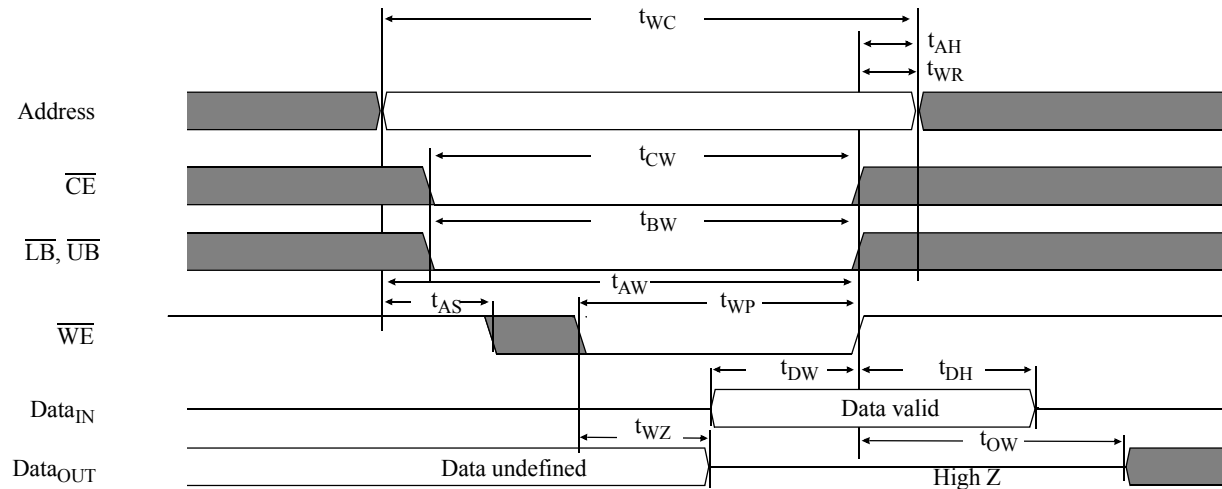 tWC
tAH
tWR
Address
tCW
CE
tBW
LB, UB
tAW
tAS
tWP
WE
tDW
tDH
DataIN
Data valid
tWZ
tOW
DataOUT
Data undefined
High Z